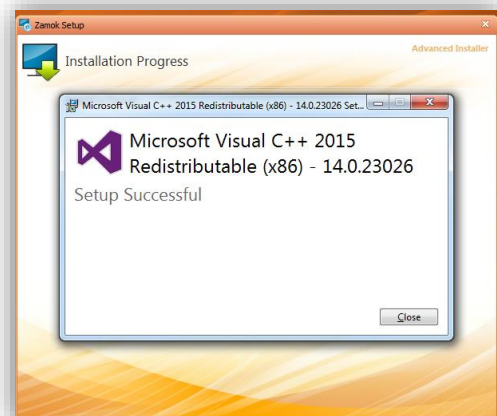 Zamok Setup
Advanced Installer
Installation Progress
Microsoft Visual C++ 2015 Redistributable (x86) - 14.0.23026 Set...
Microsoft Visual C++ 2015
Redistributable (x86) - 14.0.23026
Setup Successful
Close